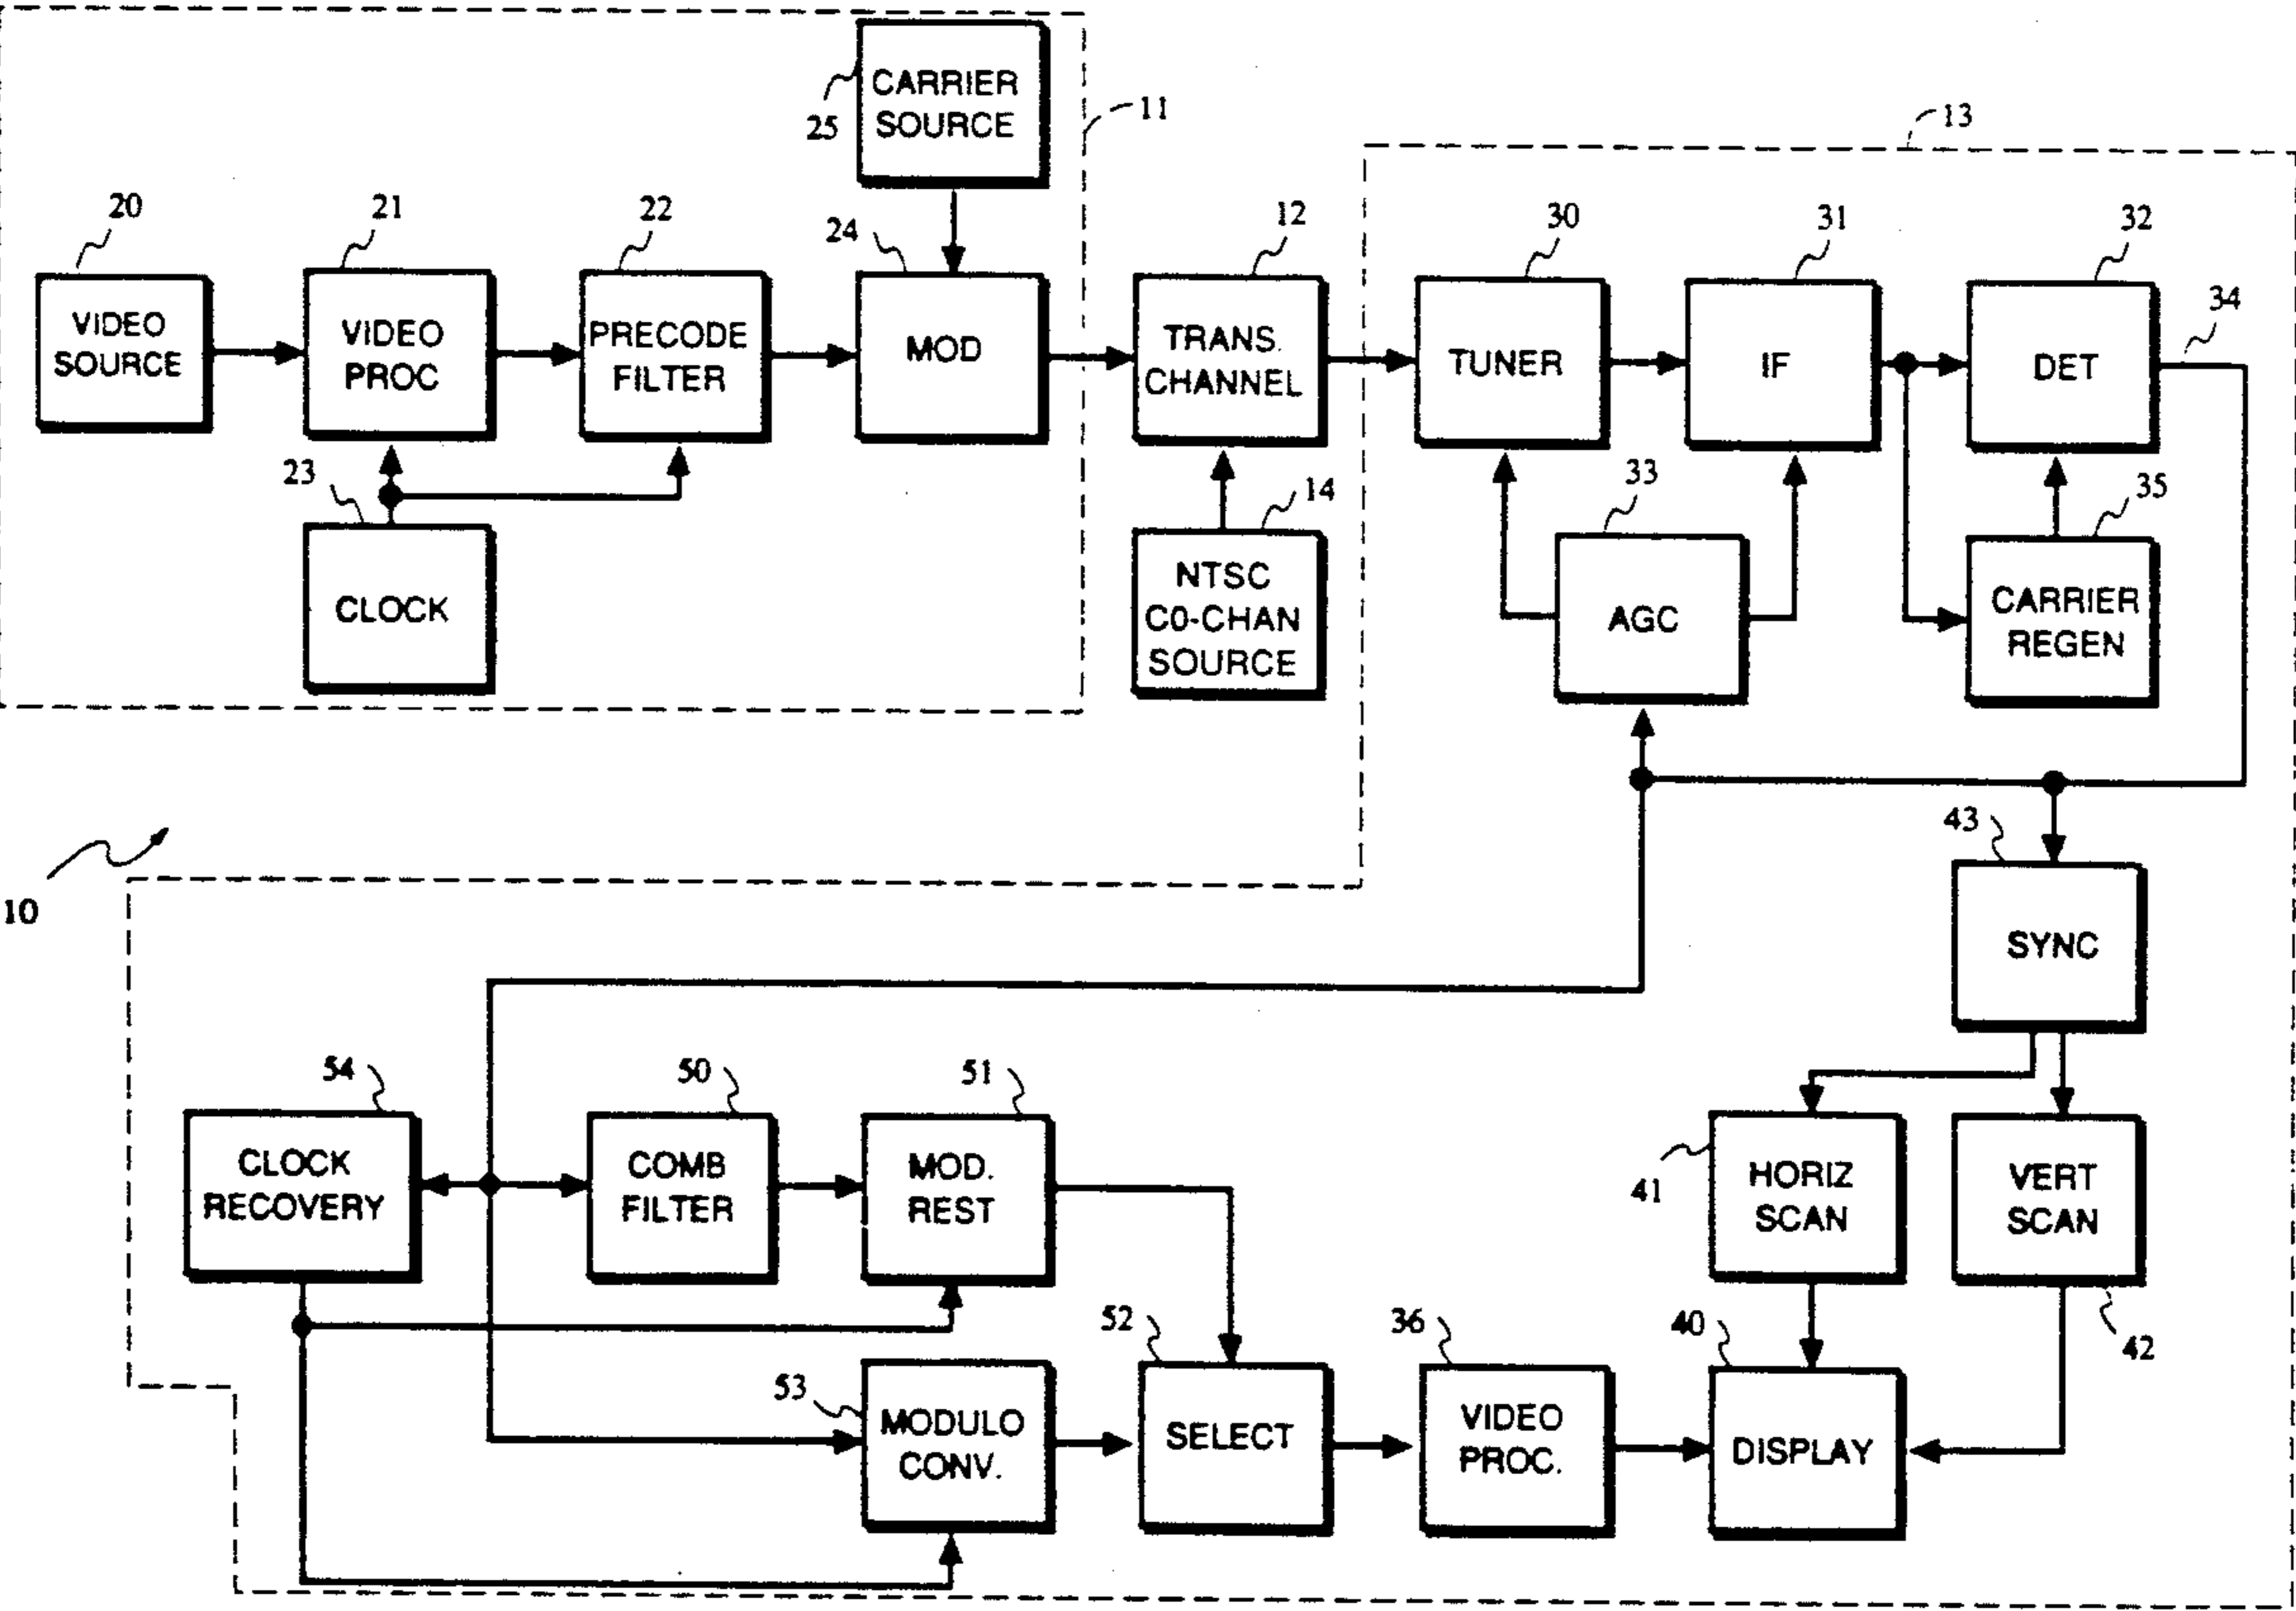 CARRIER
SOURCE
25
11
13
20
21
22
24
12
30
31
32
34
VIDEO
SOURCE
VIDEO
PROC
PRECODE
FILTER
MOD
TRANS.
CHANNEL
TUNER
IF
DET
23
14
33
35
CLOCK
NTSC
C0-CHAN
SOURCE
AGC
CARRIER
REGEN
10
43
SYNC
54
50
51
CLOCK
RECOVERY
COMB
FILTER
MOD.
REST
41
HORIZ
SCAN
VERT
SCAN
42
53
52
36
40
MODULO
CONV.
SELECT
VIDEO
PROC.
DISPLAY